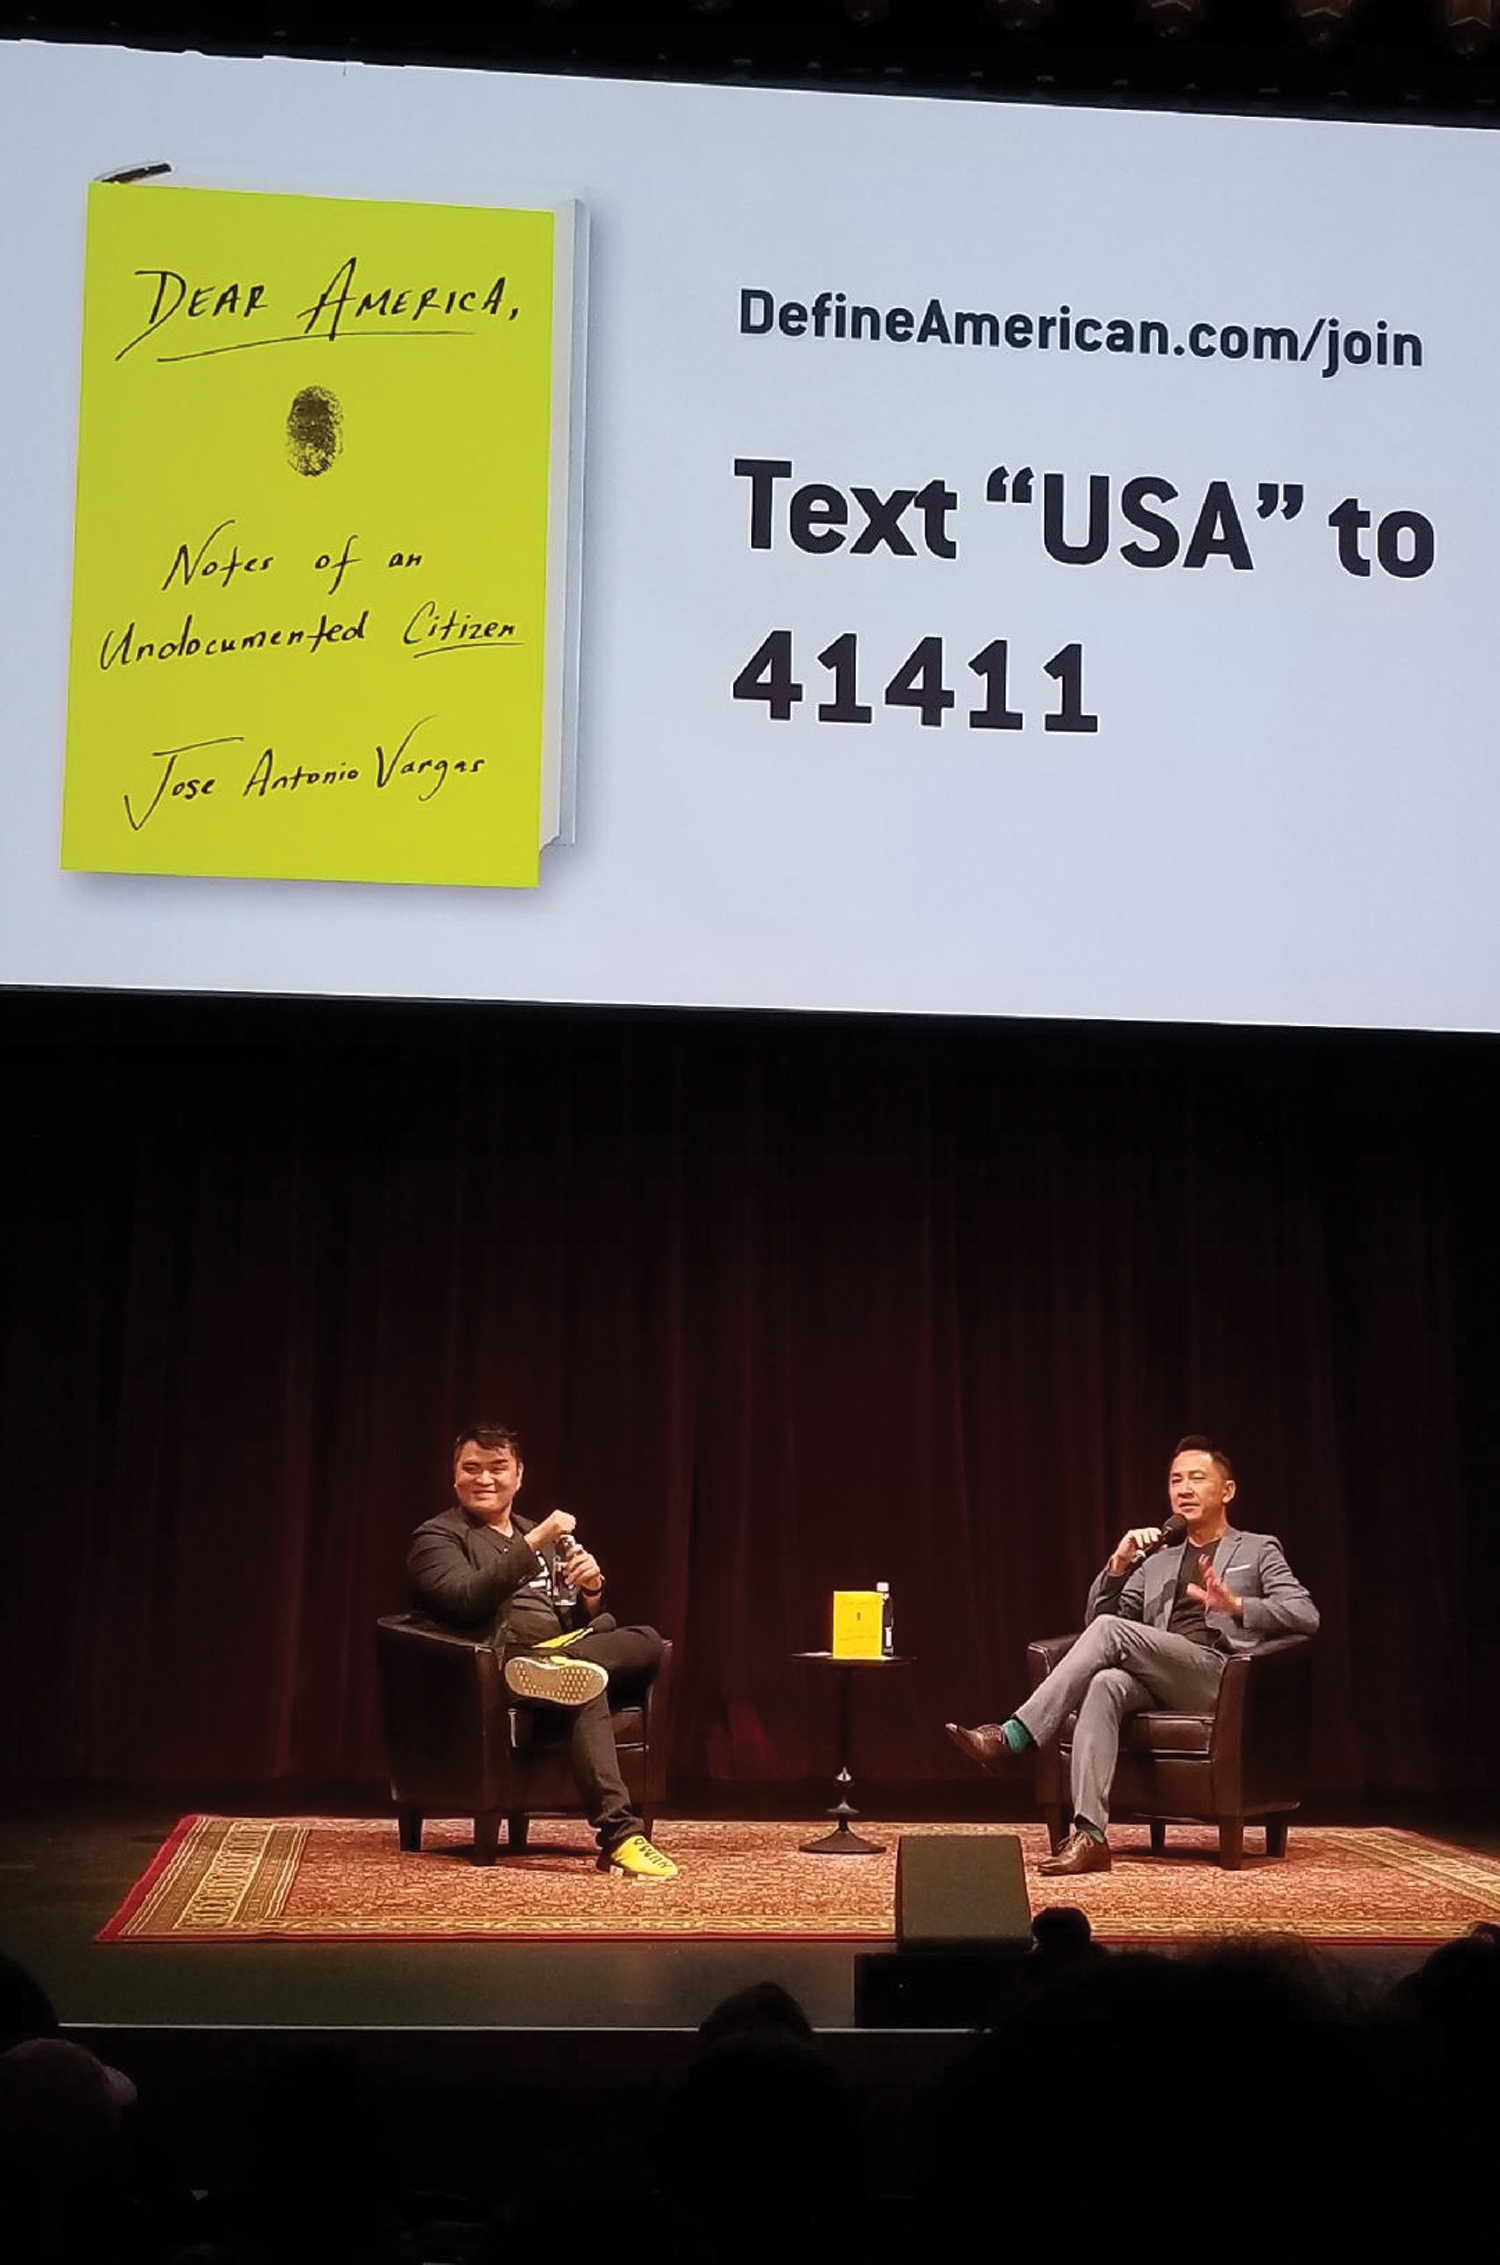 DEAR AMERICA,
Notes of an
Undocumented Citizen
Jose Antonio Vargas
DefineAmerican.com/join
Text “USA” to
41411